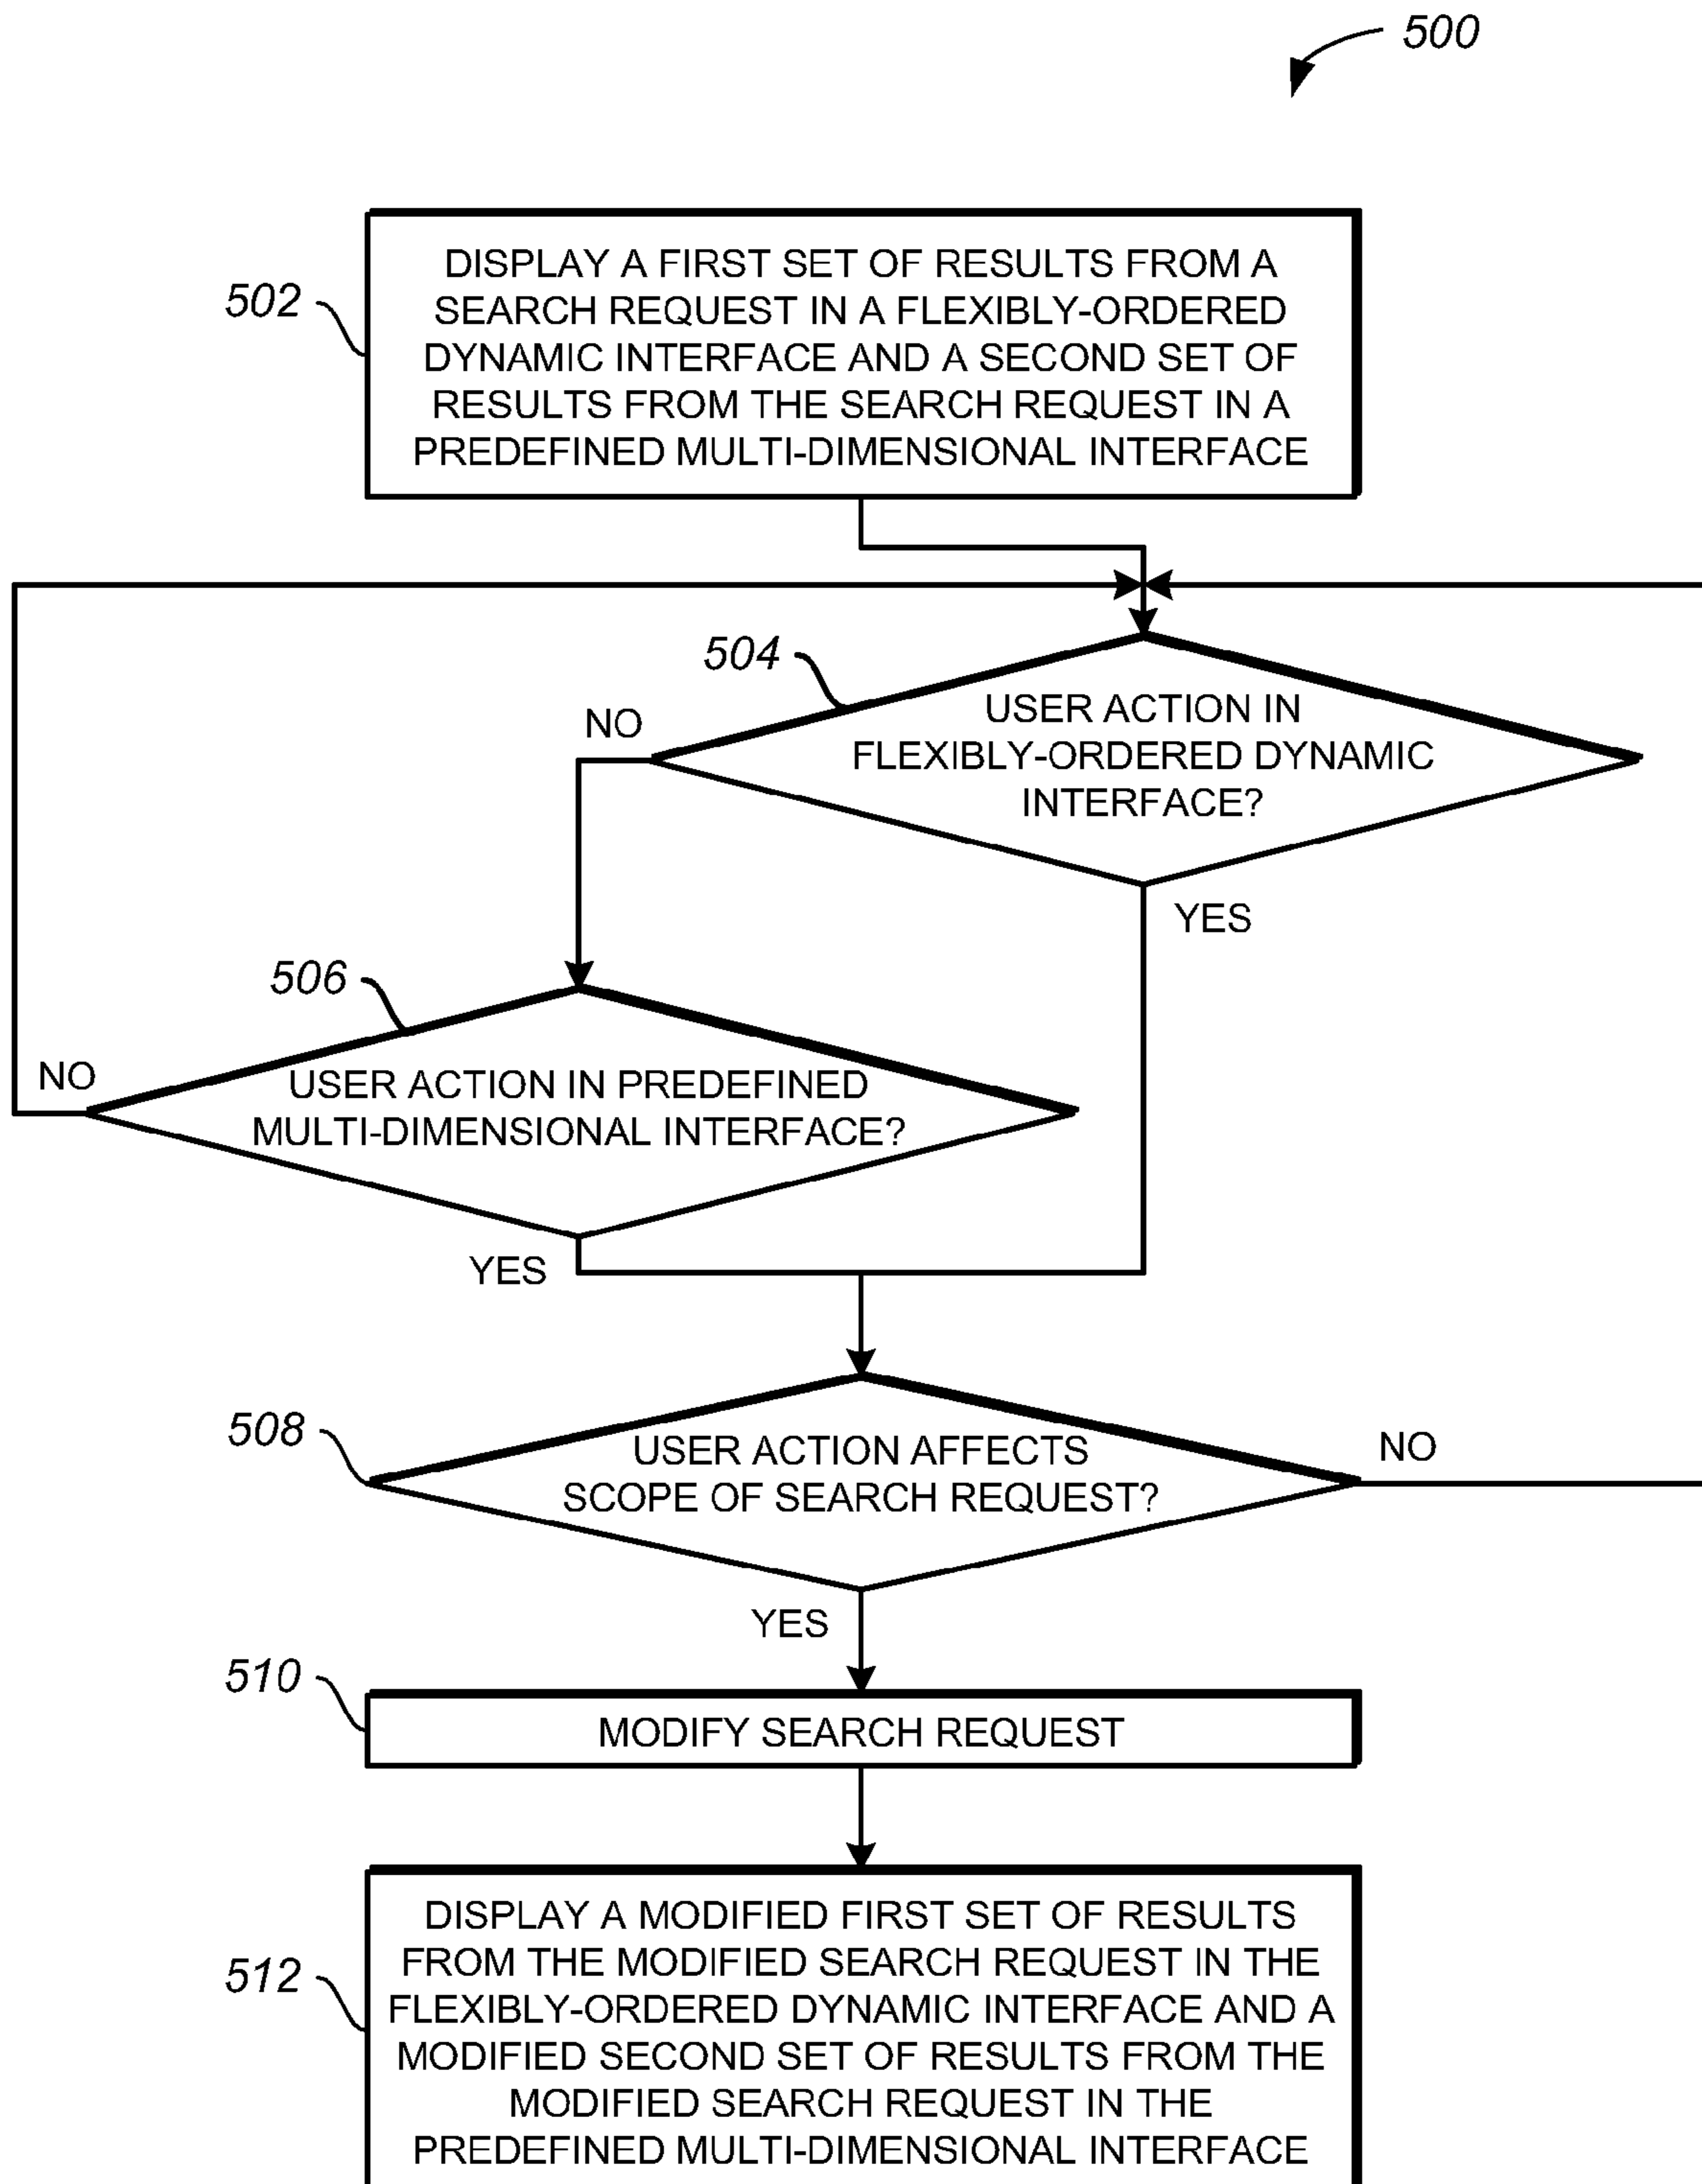 500
502
DISPLAY A FIRST SET OF RESULTS FROM A
SEARCH REQUEST IN A FLEXIBLY-ORDERED
DYNAMIC INTERFACE AND A SECOND SET OF
RESULTS FROM THE SEARCH REQUEST IN A
PREDEFINED MULTI-DIMENSIONAL INTERFACE
504
NO
USER ACTION IN
FLEXIBLY-ORDERED DYNAMIC
INTERFACE?
YES
506
NO
USER ACTION IN PREDEFINED
MULTI-DIMENSIONAL INTERFACE?
YES
508
USER ACTION AFFECTS
SCOPE OF SEARCH REQUEST?
NO
YES
510
MODIFY SEARCH REQUEST
512
DISPLAY A MODIFIED FIRST SET OF RESULTS
FROM THE MODIFIED SEARCH REQUEST IN THE
FLEXIBLY-ORDERED DYNAMIC INTERFACE AND A
MODIFIED SECOND SET OF RESULTS FROM THE
MODIFIED SEARCH REQUEST IN THE
PREDEFINED MULTI-DIMENSIONAL INTERFACE